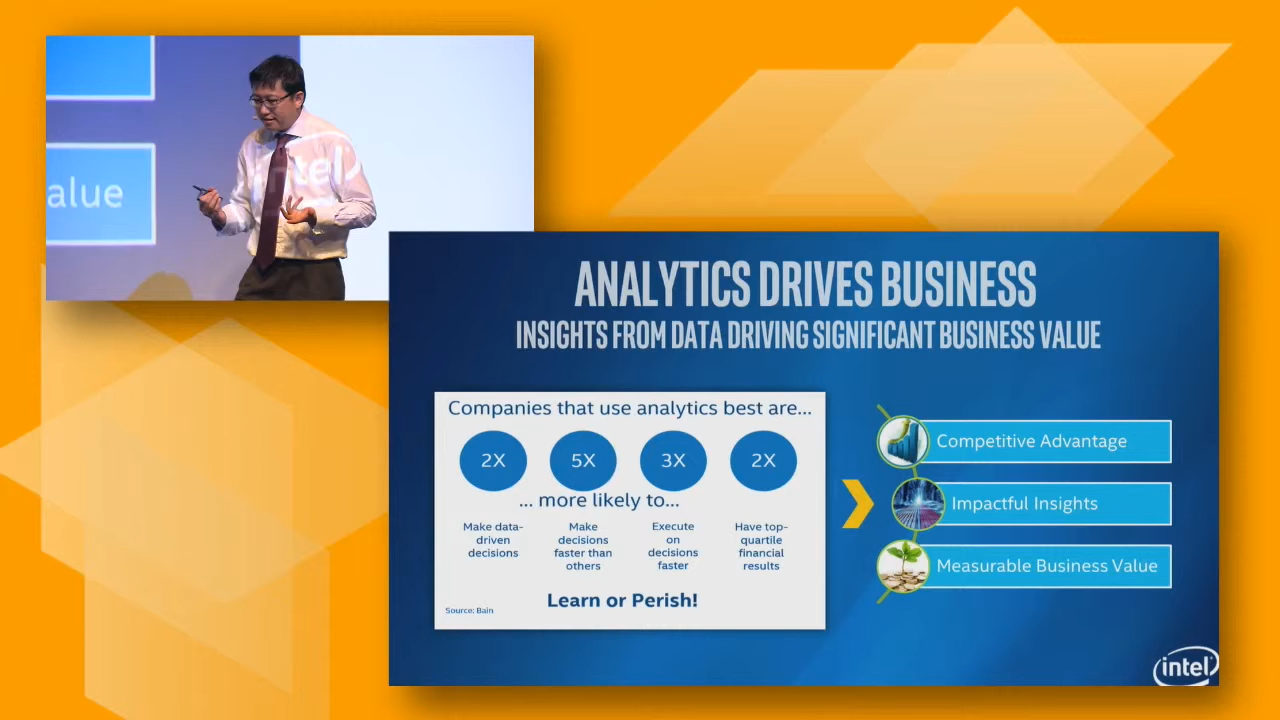 alue
intel
ANALYTICS DRIVES BUSINESS
INSIGHTS FROM DATA DRIVING SIGNIFICANT BUSINESS VALUE
Companies that use analytics best are...
2X
5X
3X
2X
... more likely to...
Make data-
driven
decisions
Make
decisions
faster than
others
Execute
on
decisions
faster
Have top-
quartile
financial
results
Learn or Perish!
Source: Bain
Competitive Advantage
Impactful Insights
Measurable Business Value
intel